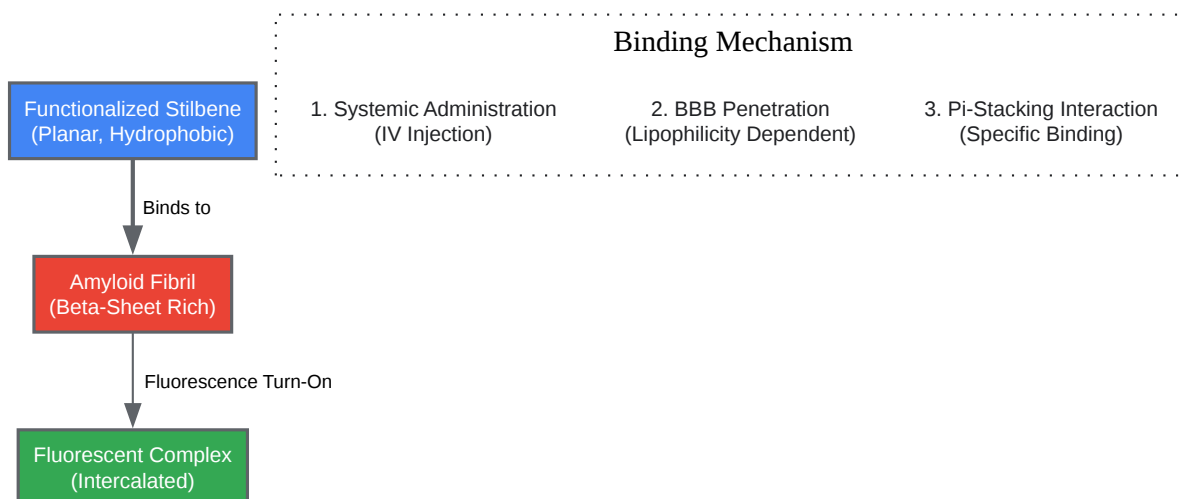 Binding Mechanism
Functionalized Stilbene
(Planar, Hydrophobic)
1. Systemic Administration
(IV Injection)
2. BBB Penetration
(Lipophilicity Dependent)
3. Pi-Stacking Interaction
(Specific Binding)
Binds to
Amyloid Fibril
(Beta-Sheet Rich)
Fluorescence Turn-On
Fluorescent Complex
(Intercalated)